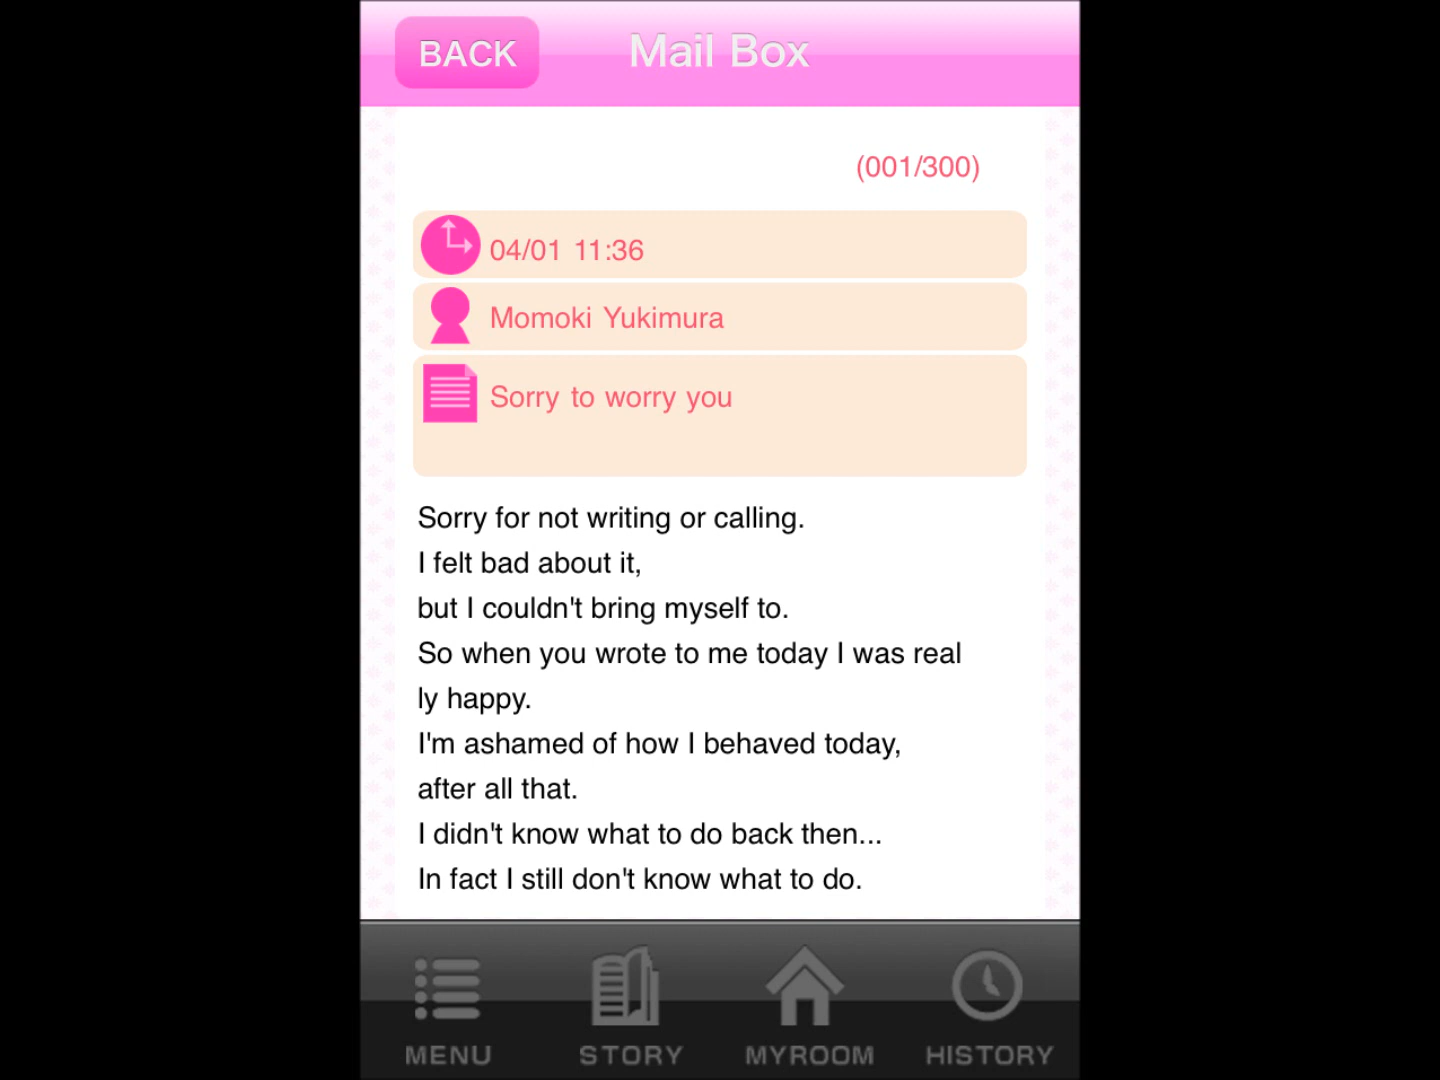 BACK
Mail Box
(001/300)
04/01 11:36
Momoki Yukimura
Sorry to worry you
Sorry for not writing or calling.
I felt bad about it,
but I couldn't bring myself to.
So when you wrote to me today I was real
ly happy.
I'm ashamed of how I behaved today,
after all that.
I didn't know what to do back then...
In fact I still don't know what to do.
MENU
STORY
MYROOM
HISTORY